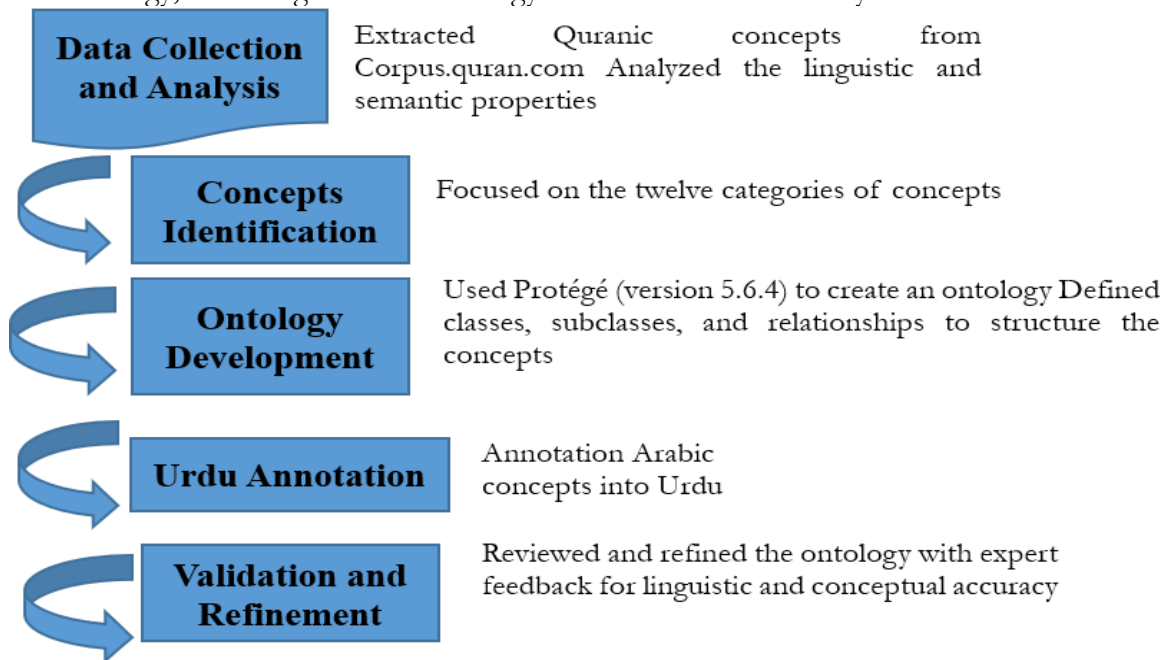 Data Collection
and Analysis
Extracted Quranic concepts from
Corpus.quran.com Analyzed the linguistic and
semantic properties
Concepts
Identification
Focused on the twelve categories of concepts
Ontology
Development
Used Protégé (version 5.6.4) to create an ontology Defined
classes, subclasses, and relationships to structure the
concepts
Urdu Annotation
Annotation Arabic
concepts into Urdu
Validation and
Refinement
Reviewed and refined the ontology with expert
feedback for linguistic and conceptual accuracy